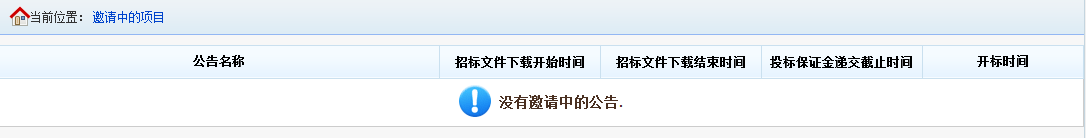 当前位置： 邀请中的项目
公告名称 招标文件下载开始时间 招标文件下载结束时间 投标保证金递交截止时间 开标时间
没有邀请中的公告.